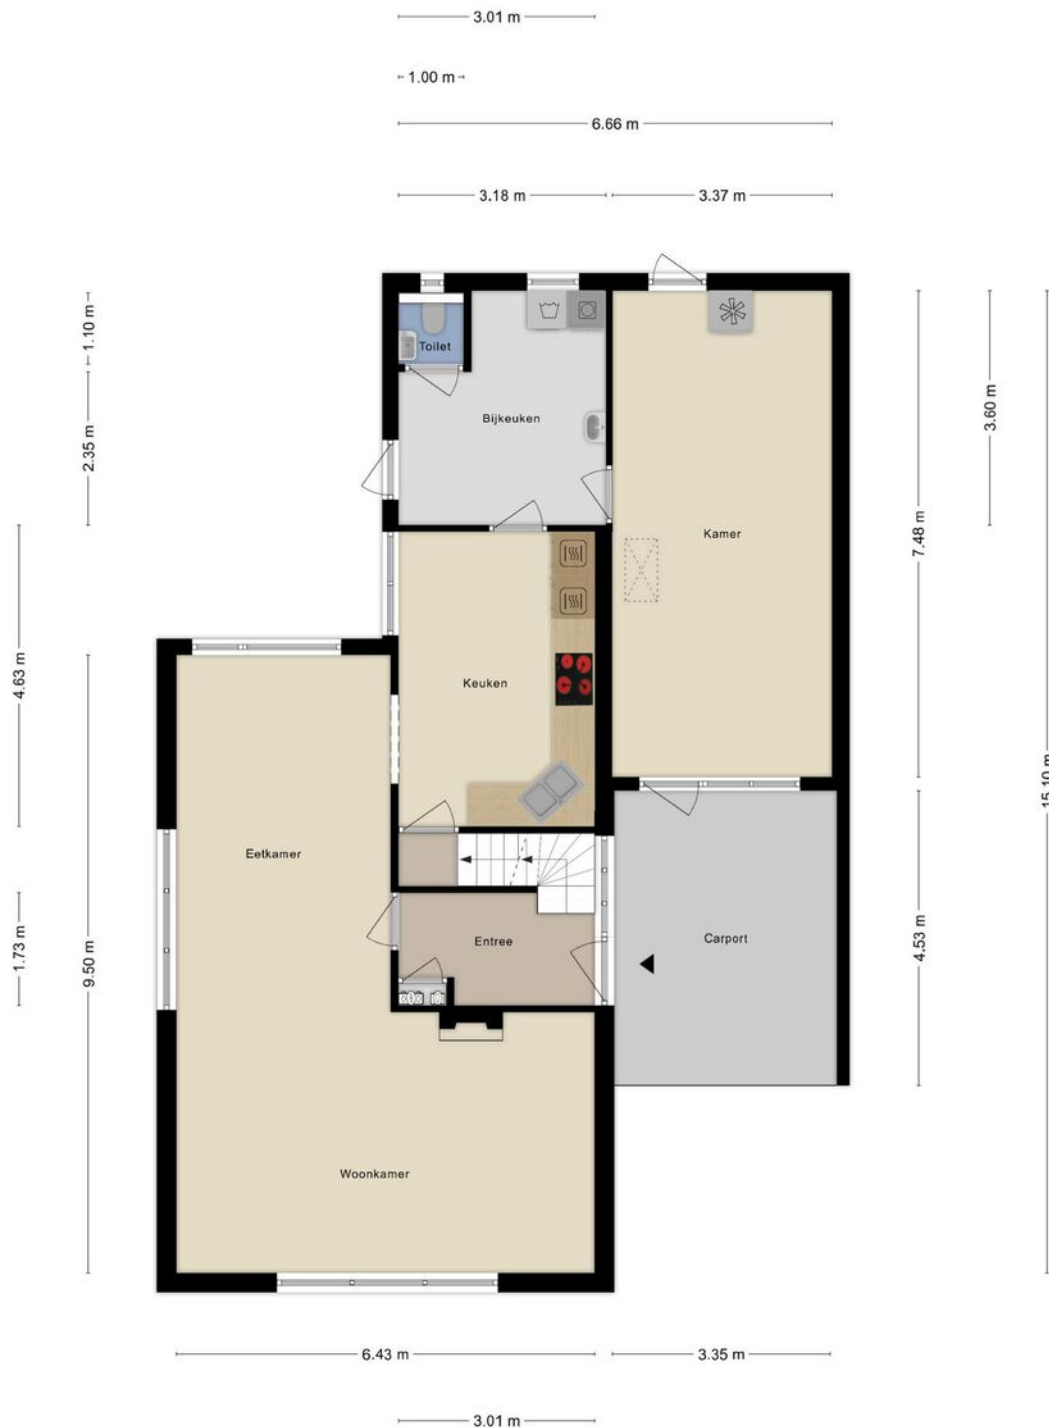 3.01 m
1.00 m
6.66 m
3.18 m
3.37 m
1.10 m
Toilet
2.35 m
Bijkeuken
3.60 m
Kamer
7.48 m
4.63 m
Keuken
15.10 m
Eetkamer
Entree
Carport
1.73 m
9.50 m
4.53 m
Woonkamer
6.43 m
3.35 m
3.01 m